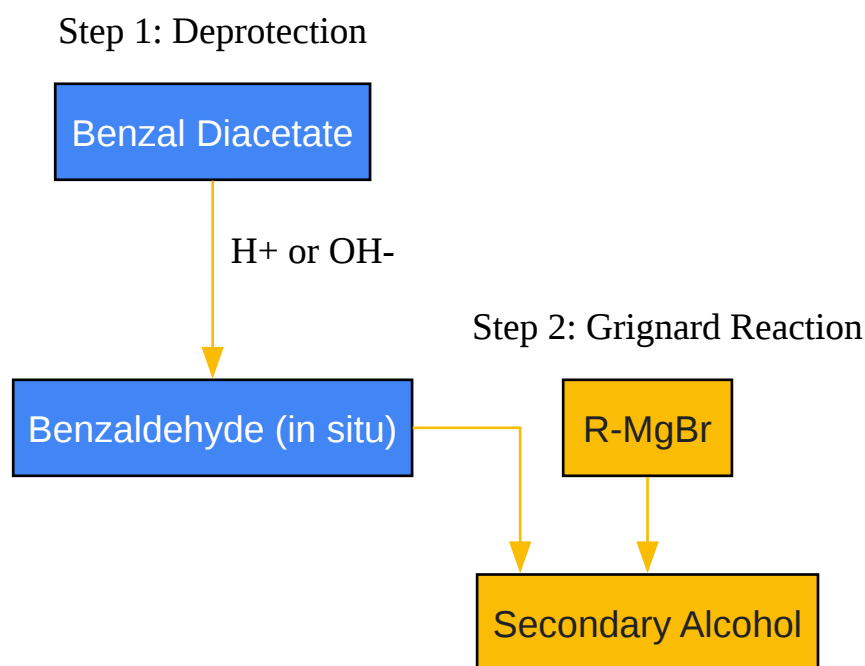 Step 1: Deprotection
Benzal Diacetate
H+ or OH-
Step 2: Grignard Reaction
Benzaldehyde (in situ)
R-MgBr
Secondary Alcohol